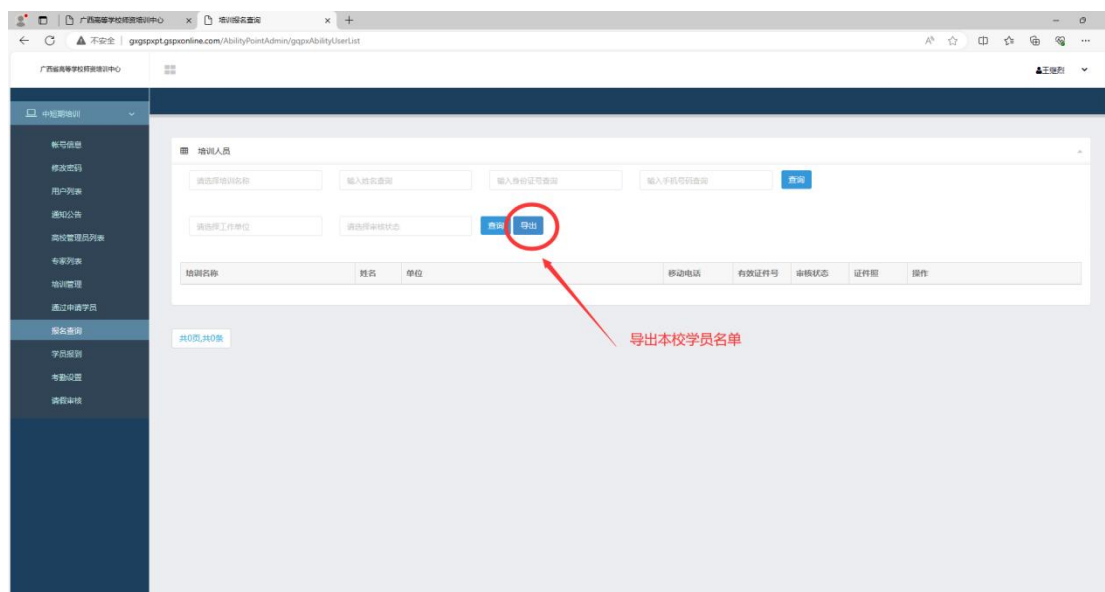 广西高等学校师资培训中心
培训报名查询
不安全
gxgspxpt.gspxonline.com/AbilityPointAdmin/gqpxAbilityUserList
广西省高等学校师资培训中心
王继烈
中短期培训
帐号信息
修改密码
用户列表
通知公告
高校管理员列表
专家列表
培训管理
通过申请学员
报名查询
学员报到
考勤设置
请假审核
培训人员
请选择培训名称
输入姓名查询
输入身份证号查询
输入手机号码查询
查询
请选择工作单位
请选择审核状态
查询
导出
培训名称
姓名
单位
移动电话
有效证件号
审核状态
证件照
操作
共0页,共0条
导出本校学员名单